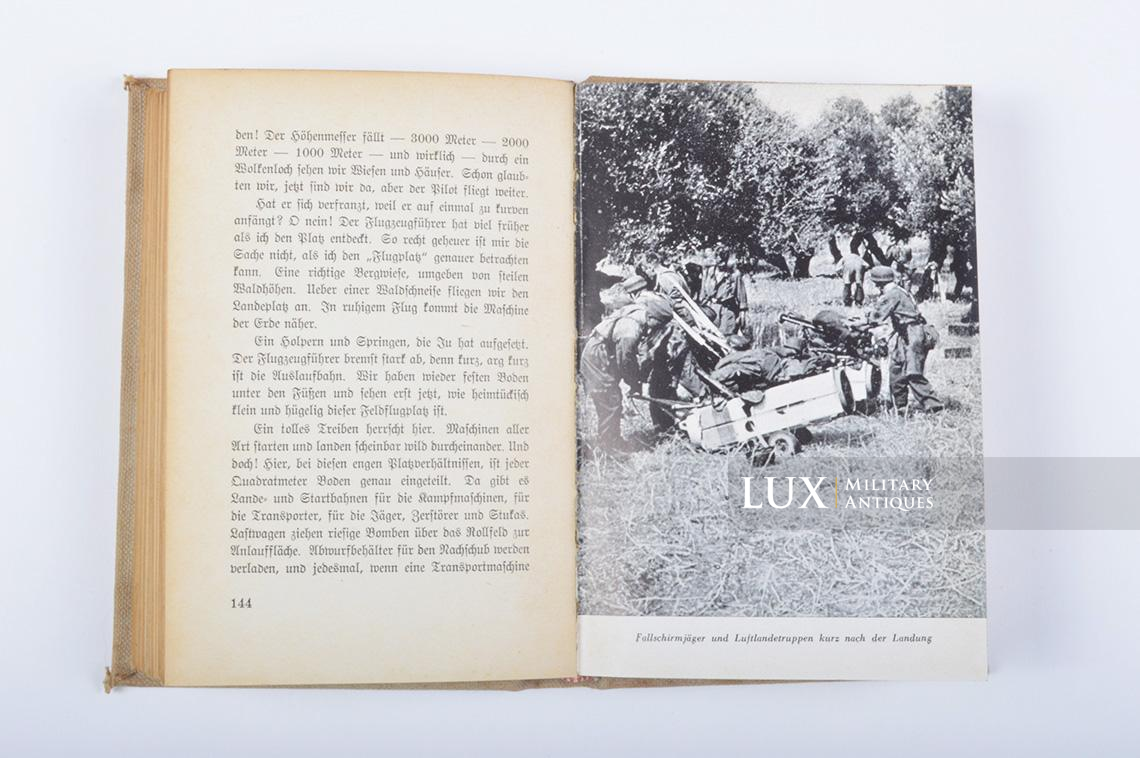 den! Der Höhenmesser fällt — 3000 Meter — 2000
Meter — 1000 Meter — und wirklich — durch ein
Wolkenloch sehen wir Wiesen und Häuser. Schon glaub-
ten wir, jetzt sind wir da, aber der Pilot fliegt weiter.
Hat er sich verfranzt, weil er auf einmal zu kurven
anfängt? O nein! Der Flugzeugführer hat viel früher
als ich den Platz entdeckt. So recht geheuer ist mir die
Sache nicht, als ich den „Flugplatz“ genauer betrachten
kann. Eine richtige Bergwiese, umgeben von steilen
Waldhöhen. Ueber einer Waldschneise fliegen wir den
Landeplatz an. In ruhigem Flug kommt die Maschine
der Erde näher.
Ein Holpern und Springen, die Ju hat aufgesetzt.
Der Flugzeugführer bremst stark ab, denn kurz, arg kurz
ist die Auslaufbahn. Wir haben wieder festen Boden
unter den Füßen und sehen erst jetzt, wie heimtückisch
klein und hügelig dieser Feldflugplatz ist.
Ein tolles Treiben herrscht hier. Maschinen aller
Art starten und landen scheinbar wild durcheinander. Und
doch! Hier, bei diesen engen Platzverhältnissen, ist jeder
Quadratmeter Boden genau eingeteilt. Da gibt es
Lande- und Startbahnen für die Kampfmaschinen, für
die Transporter, für die Jäger, Zerstörer und Stukas.
Lastwagen ziehen riesige Bomben über das Rollfeld zur
Anlauffläche. Abwurfbehälter für den Nachschub werden
verladen, und jedesmal, wenn eine Transportmaschine
144
LUX MILITARY
ANTIQUES
Fallschirmjäger und Luftlandetruppen kurz nach der Landung